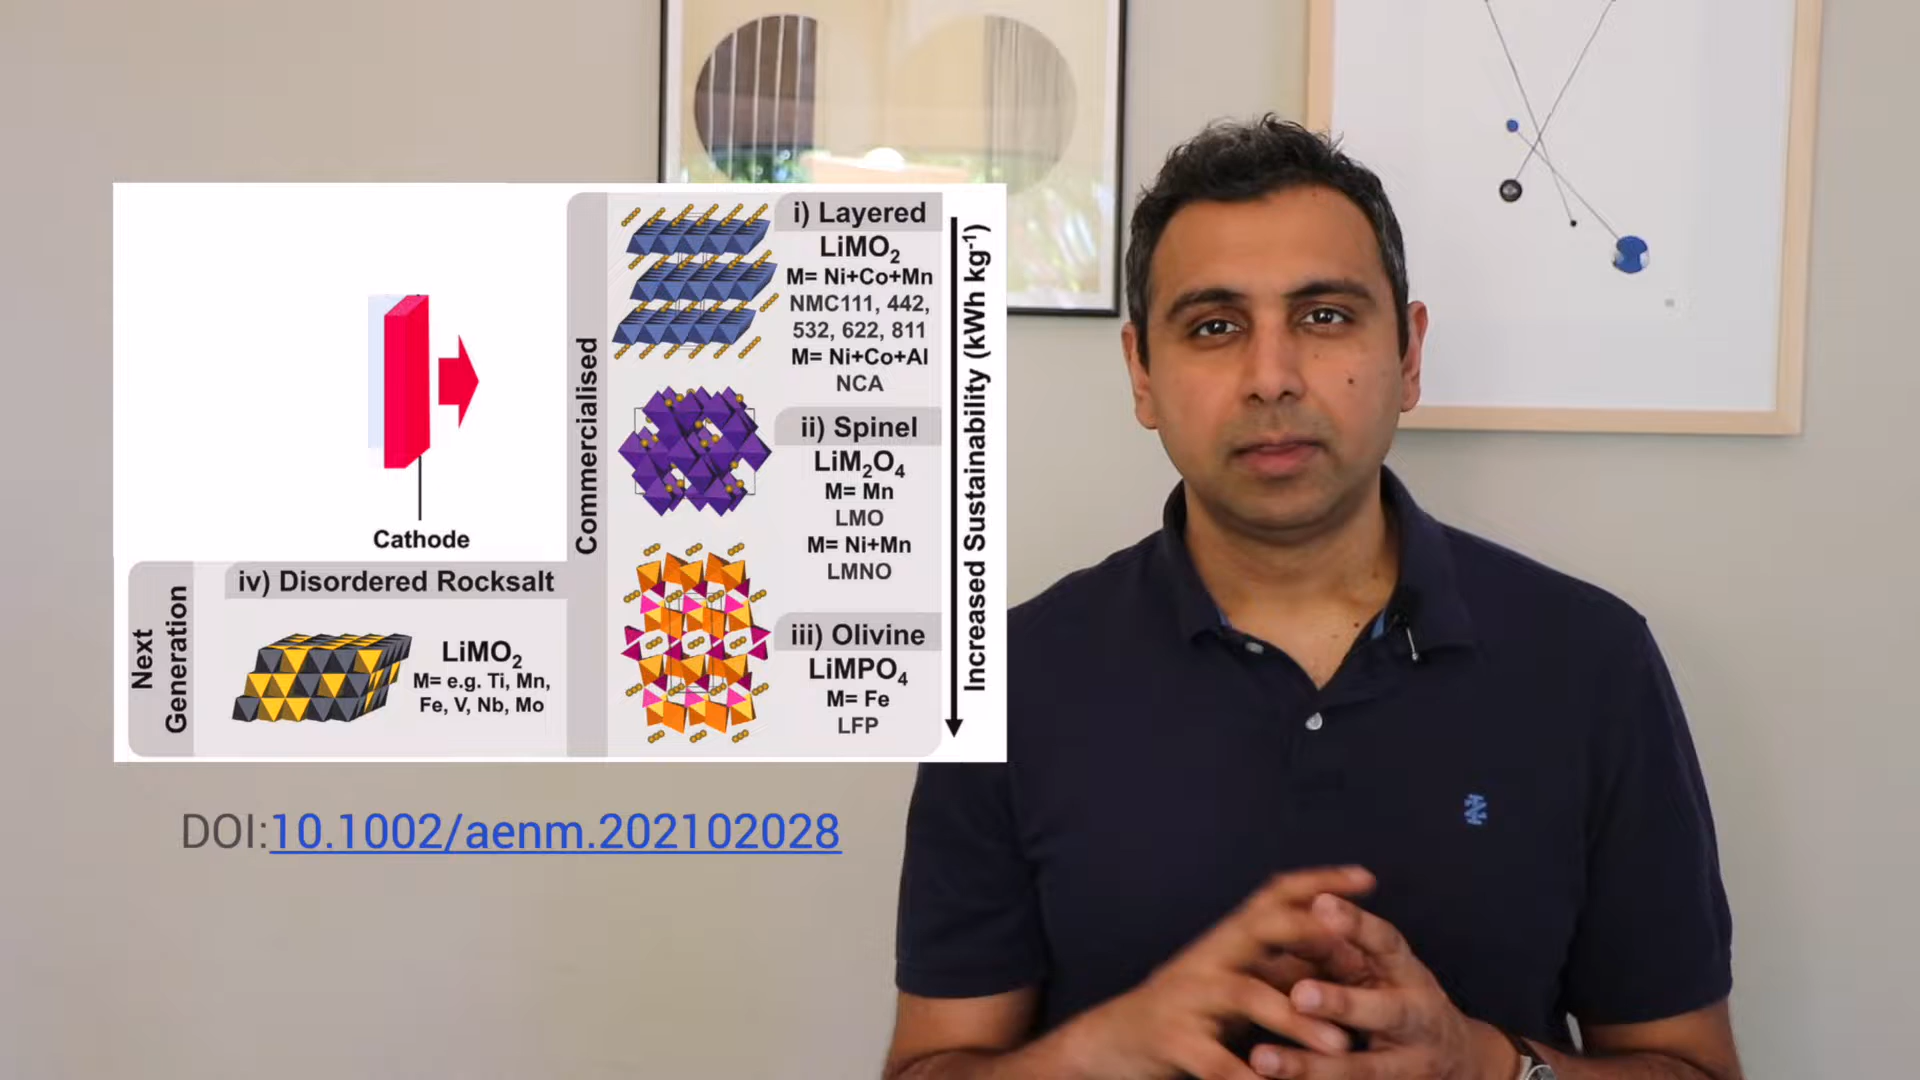 i) Layered
LiMO₂
M= Ni+Co+Mn
NMC111, 442,
532, 622, 811
M= Ni+Co+Al
NCA
ii) Spinel
LiM₂O₄
M= Mn
LMO
M= Ni+Mn
LMNO
iii) Olivine
LiMPO₄
M= Fe
LFP
Commercialised
Increased Sustainability (kWh kg⁻¹)
Cathode
Next
Generation
iv) Disordered Rocksalt
LiMO₂
M= e.g. Ti, Mn,
Fe, V, Nb, Mo
DOI:10.1002/aenm.202102028